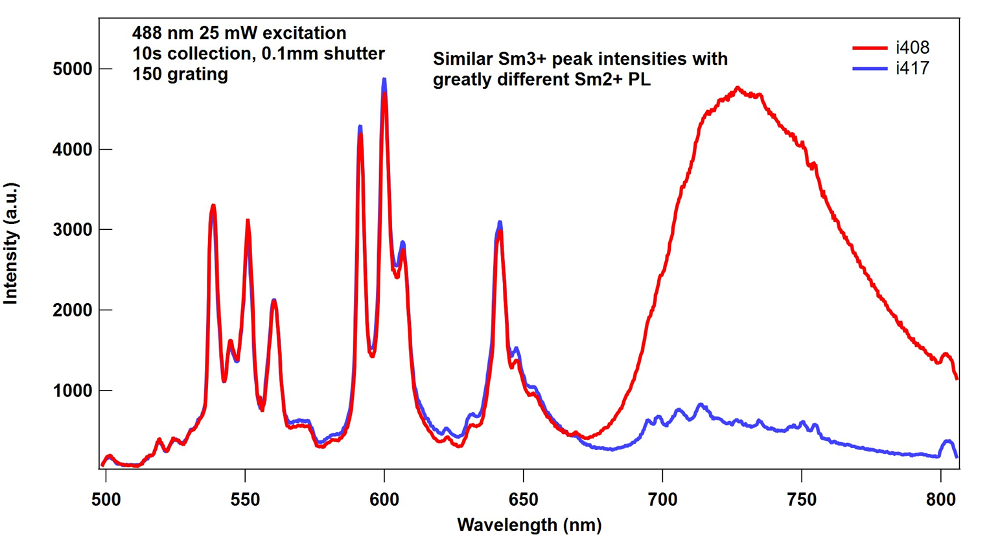 488 nm 25 mW excitation
10s collection, 0.1mm shutter
150 grating
Similar Sm3+ peak intensities with
greatly different Sm2+ PL
i408
i417
5000
4000
3000
2000
1000
Intensity (a.u.)
500 550 600 650 700 750 800
Wavelength (nm)